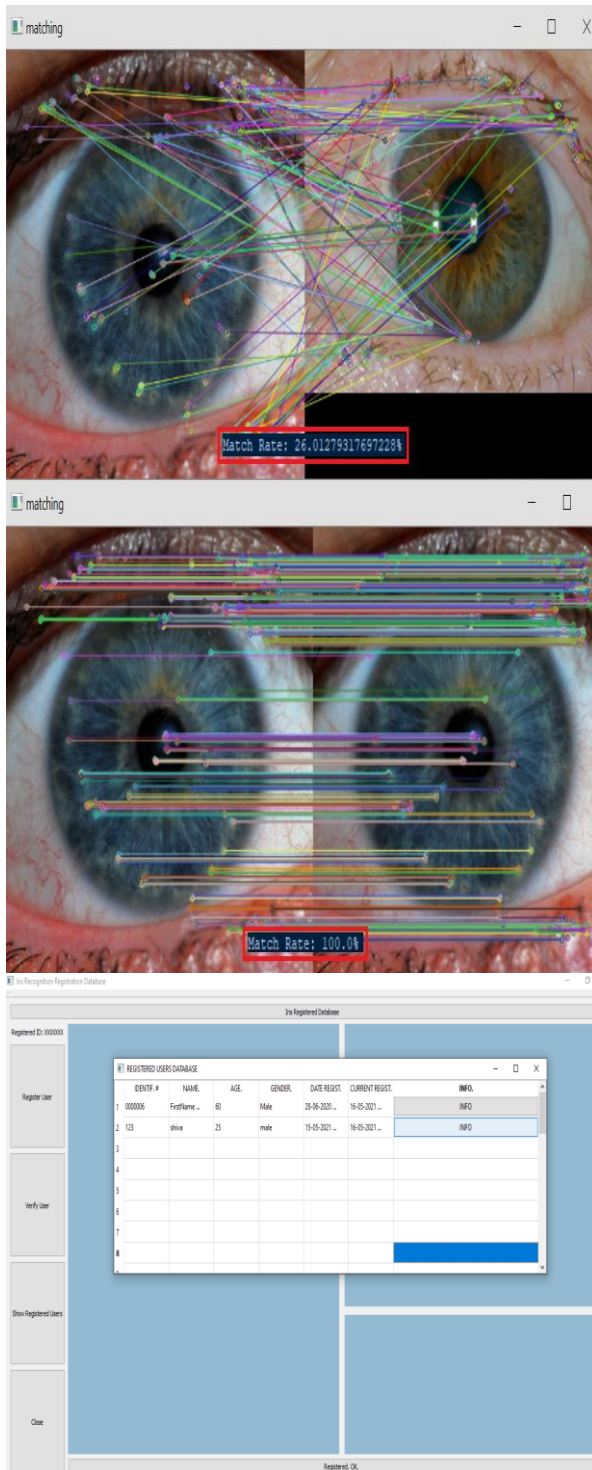 matching
Match Rate: 26.01279317697228%
matching
Match Rate: 100.0%
Iris Recognition Registration Database
Iris Registered Database
Registered ID: XXXXXXX
Register User
Verify User
Show Registered Users
Close
REGISTERED USERS DATABASE
IDENTIF. # NAME. AGE. GENDER. DATE REGIST. CURRENT REGIST. INFO.
1 0000006 FirstName ... 60 Male 28-06-2020 ... 16-05-2021 ... INFO
2 123 shiva 25 male 15-05-2021 ... 16-05-2021 ... INFO
3
4
5
6
7
8
Registered. OK.